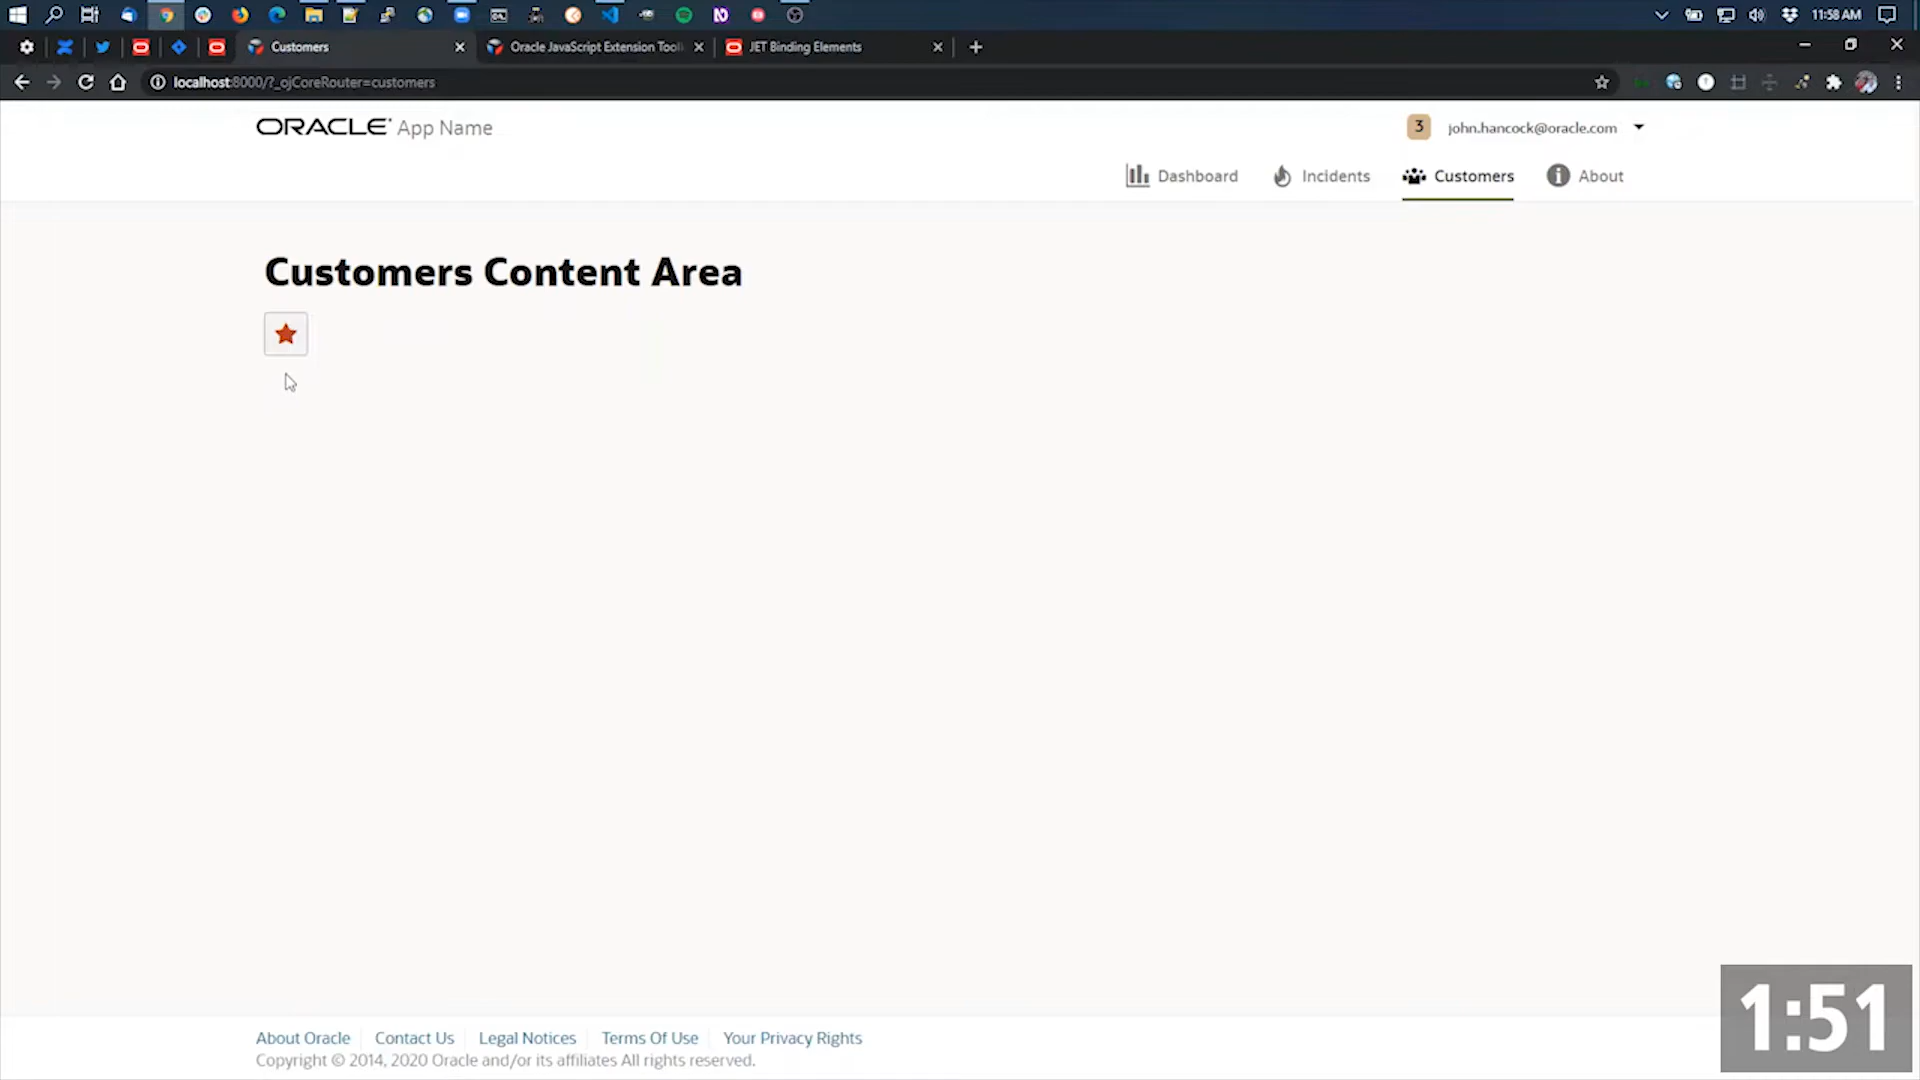 11:58 AM
Customers
Oracle JavaScript Extension Tool
JET Binding Elements
localhost:8000/?_ojCoreRouter=customers
ORACLE App Name
3 john.hancock@oracle.com
Dashboard Incidents Customers About
Customers Content Area
1:51
About Oracle Contact Us Legal Notices Terms Of Use Your Privacy Rights
Copyright © 2014, 2020 Oracle and/or its affiliates All rights reserved.